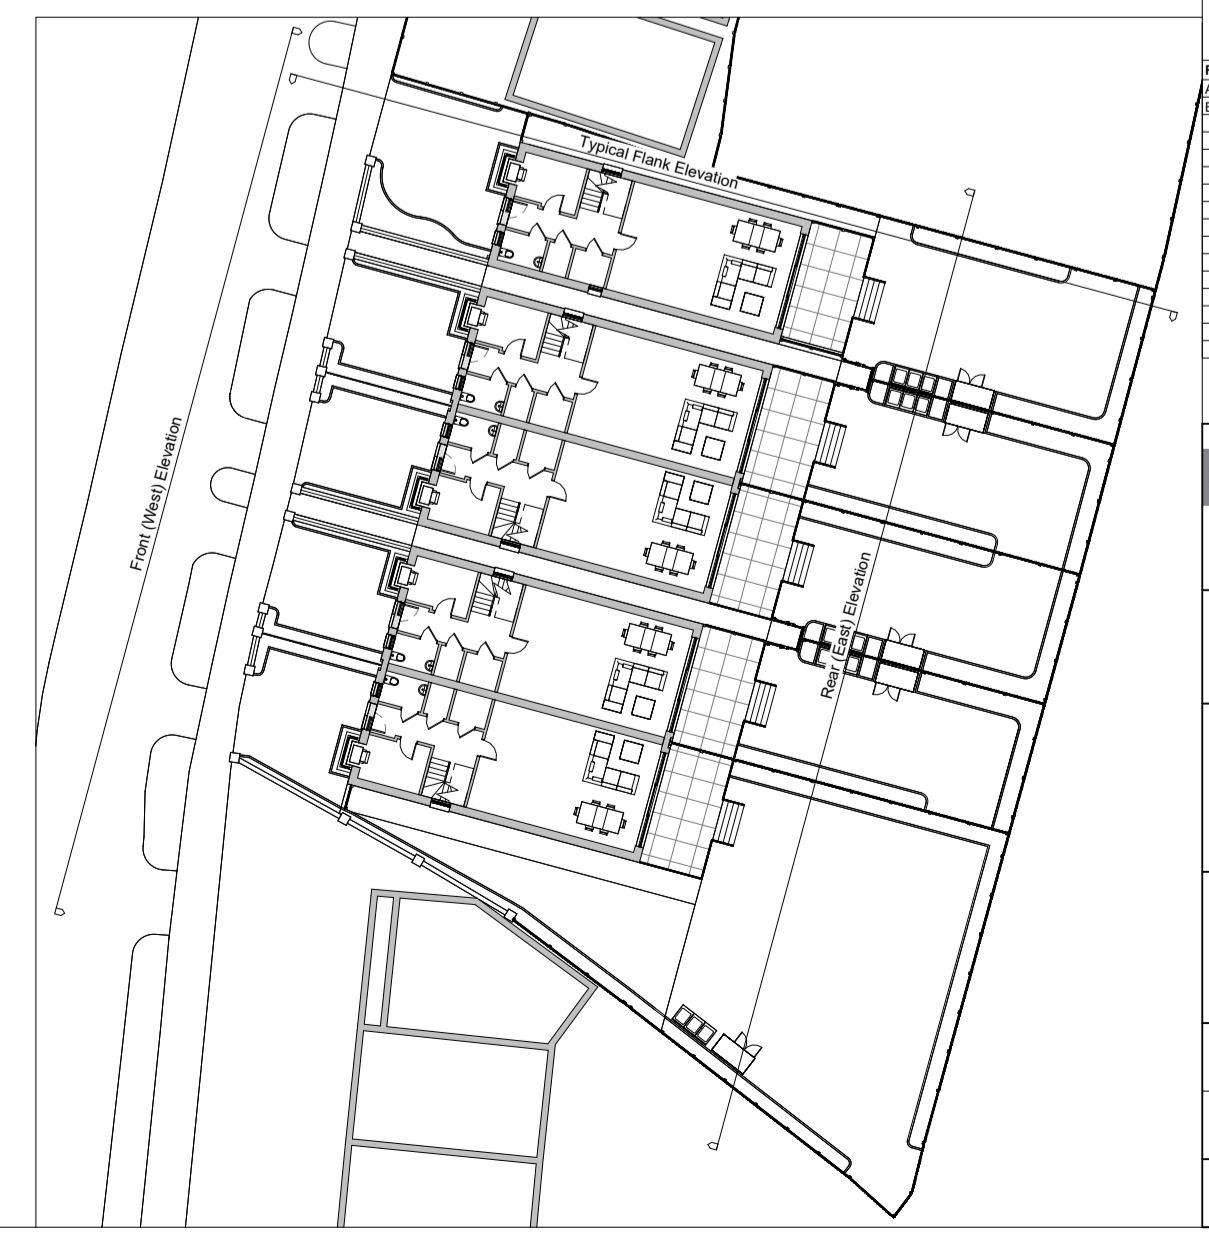 Typical Flank Elevation
Front (West) Elevation
Rear (East) Elevation